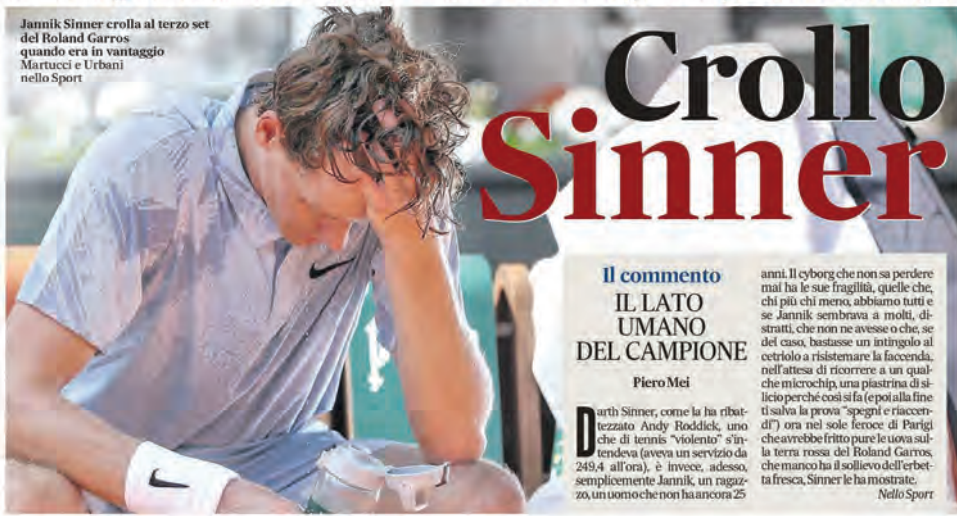 Jannik Sinner crolla al terzo set
del Roland Garros
quando era in vantaggio
Martucci e Urbani
nello Sport
Crollo
Sinner
Il commento
IL LATO
UMANO
DEL CAMPIONE
Piero Mei
Darth Sinner, come la ha ribat-
tezzato Andy Roddick, uno
che di tennis "violento" s'in-
tendeva (aveva un servizio da
249,4 all'ora), è invece, adesso,
semplicemente Jannik, un ragaz-
zo, un uomo che non ha ancora 25
anni. Il cyborg che non sa perdere
mai ha le sue fragilità, quelle che,
chi più chi meno, abbiamo tutti e
se Jannik sembrava a molti, di-
stratti, che non ne avesse o che, se
del caso, bastasse un intingolo al
cetriolo a risistemare la faccenda,
nell'attesa di ricorrere a un qual-
che microchip, una piastrina di si-
licio perché così si fa (e poi alla fine
ti salva la prova "spegni e riaccen-
di") ora nel sole feroce di Parigi
che avrebbe fritto pure le uova sul-
la terra rossa del Roland Garros,
che manco ha il sollievo dell'erbet-
ta fresca, Sinner le ha mostrate.
Nello Sport